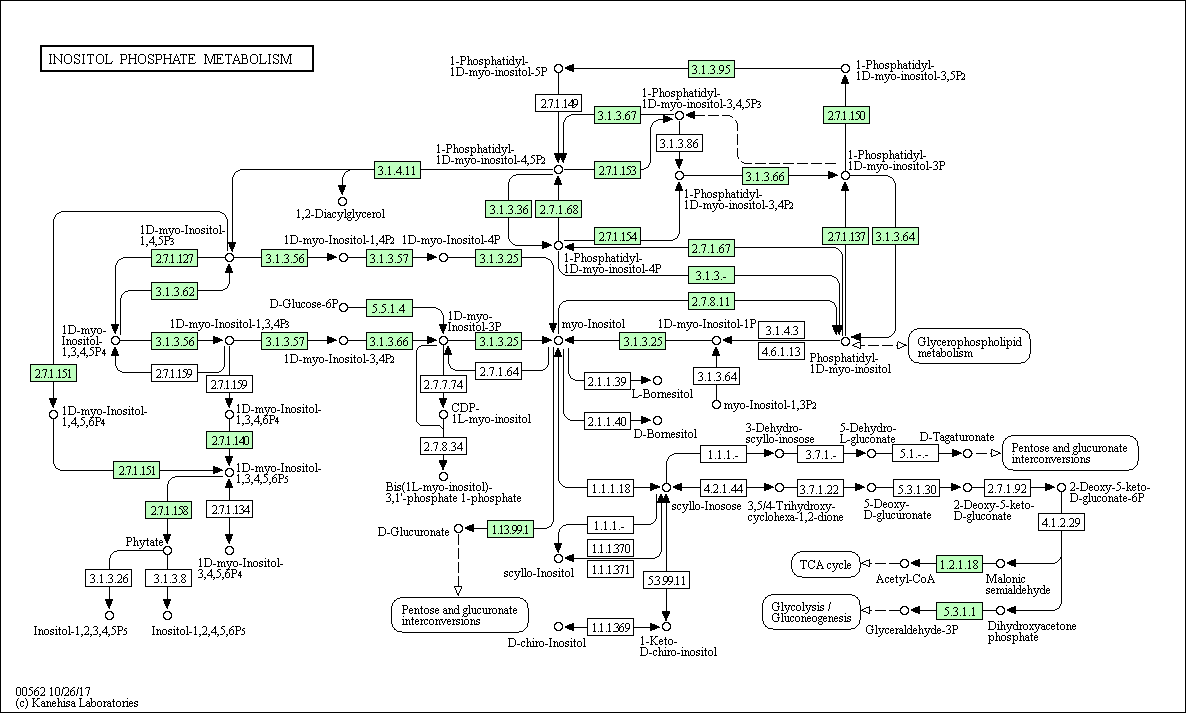 INOSITOL PHOSPHATE METABOLISM
1-Phosphatidyl-
1D-myo-inositol-5P
3.1.3.95
1-Phosphatidyl-
1D-myo-inositol-3,5P2
2.7.1.149
1-Phosphatidyl-
1D-myo-inositol-3,4,5P3
3.1.3.67
2.7.1.150
3.1.3.86
1-Phosphatidyl-
1D-myo-inositol-4,5P2
1-Phosphatidyl-
1D-myo-inositol-3P
3.1.4.11
2.7.1.153
3.1.3.66
1,2-Diacylglycerol
1-Phosphatidyl-
1D-myo-inositol-3,4P2
3.1.3.36
2.7.1.68
1D-myo-Inositol-
1,4,5P3
1D-myo-Inositol-1,4P2
1D-myo-Inositol-4P
2.7.1.154
2.7.1.67
2.7.1.137
3.1.3.64
2.7.1.127
3.1.3.56
3.1.3.57
3.1.3.25
1-Phosphatidyl-
1D-myo-inositol-4P
3.1.3.-
3.1.3.62
D-Glucose-6P
5.5.1.4
2.7.8.11
1D-myo-
Inositol-
1,3,4,5P4
1D-myo-Inositol-1,3,4P3
1D-myo-
Inositol-3P
myo-Inositol
1D-myo-Inositol-1P
3.1.4.3
3.1.3.56
3.1.3.57
3.1.3.66
3.1.3.25
3.1.3.25
4.6.1.13
Glycerophospholipid
metabolism
1D-myo-Inositol-3,4P2
Phosphatidyl-
1D-myo-inositol
2.7.1.151
2.7.1.159
2.7.1.159
2.7.7.74
2.7.1.64
2.1.1.39
L-Bornesitol
3.1.3.64
myo-Inositol-1,3P2
1D-myo-Inositol-
1,4,5,6P4
1D-myo-Inositol-
1,3,4,6P4
CDP-
1L-myo-inositol
2.1.1.40
D-Bornesitol
2.7.1.140
2.7.8.34
3-Dehydro-
scyllo-inosose
5-Dehydro-
L-gluconate
D-Tagaturonate
1.1.1.-
3.7.1.-
5.1.-.-
Pentose and glucuronate
interconversions
2.7.1.151
1D-myo-Inositol-
1,3,4,5,6P5
Bis(1L-myo-inositol)-
3,1'-phosphate 1-phosphate
1.1.1.18
4.2.1.44
3.7.1.22
5.3.1.30
2.7.1.92
2-Deoxy-5-keto-
D-gluconate-6P
scyllo-Inosose
3,5/4-Trihydroxy-
cyclohexa-1,2-dione
5-Deoxy-
D-glucuronate
2-Deoxy-5-keto-
D-gluconate
2.7.1.158
2.7.1.134
D-Glucuronate
1.13.99.1
1.1.1.-
4.1.2.29
Phytate
1D-myo-Inositol-
3,4,5,6P4
1.1.1.370
1.1.1.371
scyllo-Inositol
TCA cycle
1.2.1.18
Acetyl-CoA
Malonic
semialdehyde
3.1.3.26
3.1.3.8
5.3.99.11
Pentose and glucuronate
interconversions
Glycolysis /
Gluconeogenesis
5.3.1.1
Glyceraldehyde-3P
Dihydroxyacetone
phosphate
Inositol-1,2,3,4,5P5
Inositol-1,2,4,5,6P5
1.1.1.369
D-chiro-Inositol
1-Keto-
D-chiro-inositol
00562 10/26/17
(c) Kanehisa Laboratories